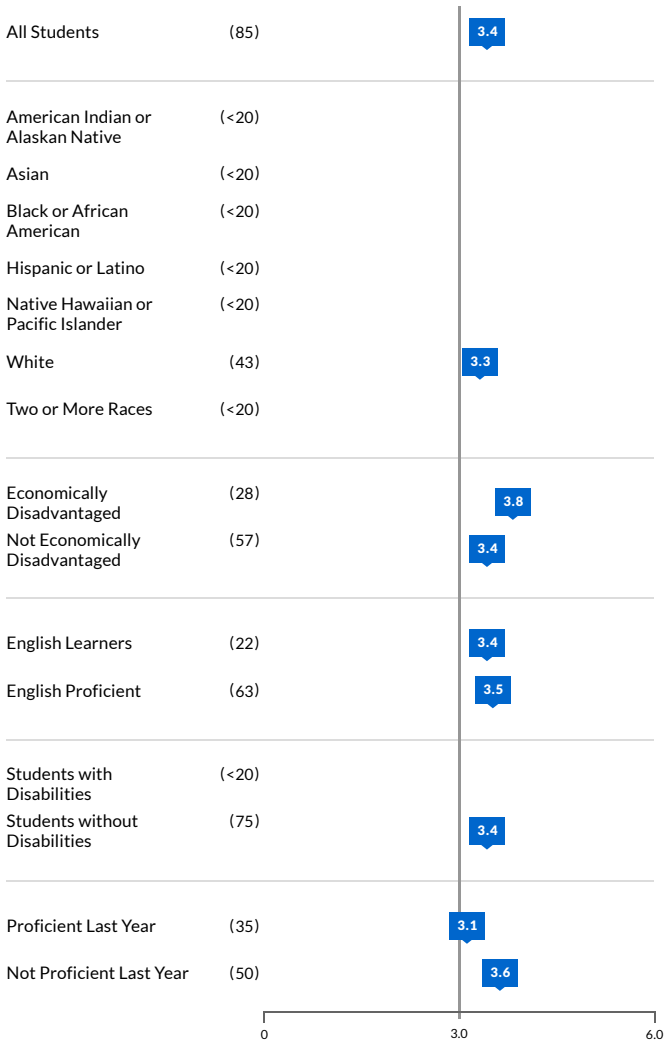 All Students (85) 3.4
American Indian or (<20)
Alaskan Native
Asian (<20)
Black or African (<20)
American
Hispanic or Latino (<20)
Native Hawaiian or (<20)
Pacific Islander
White (43) 3.3
Two or More Races (<20)
Economically (28) 3.8
Disadvantaged
Not Economically (57) 3.4
Disadvantaged
English Learners (22) 3.4
English Proficient (63) 3.5
Students with (<20)
Disabilities
Students without (75) 3.4
Disabilities
Proficient Last Year (35) 3.1
Not Proficient Last Year (50) 3.6
0 3.0 6.0